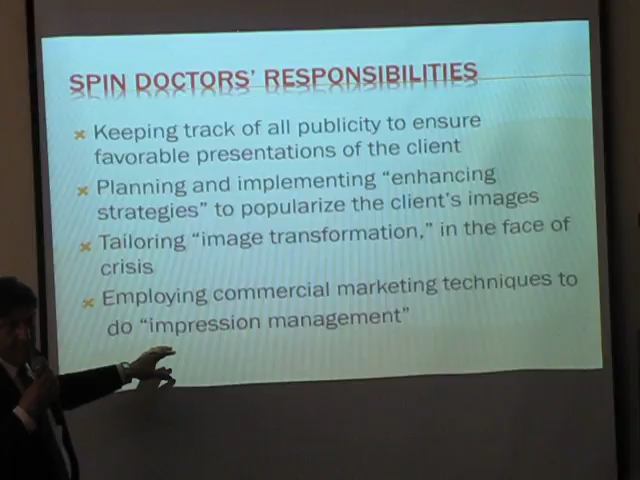 SPIN DOCTORS' RESPONSIBILITIES
Keeping track of all publicity to ensure
favorable presentations of the client
Planning and implementing "enhancing
strategies" to popularize the client's images
Tailoring "image transformation," in the face of
crisis
Employing commercial marketing techniques to
do "impression management"